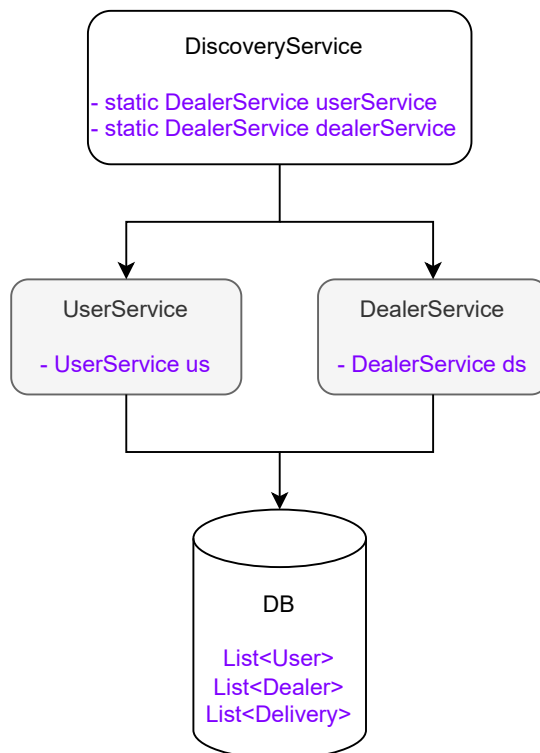 DiscoveryService
- static DealerService userService
- static DealerService dealerService
UserService
- UserService us
DealerService
- DealerService ds
DB
List<User>
List<Dealer>
List<Delivery>